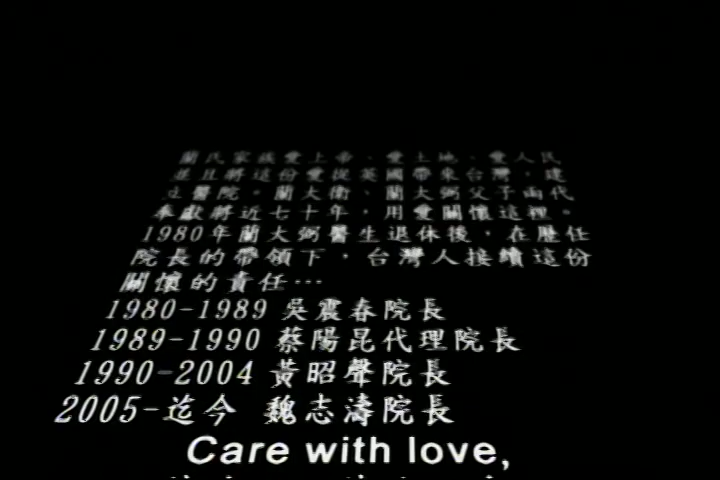 蘭氏家族愛上帝、愛土地、愛人民
並且將這份愛從英國帶來台灣，建
立醫院。蘭大衛、蘭大弼父子兩代
奉獻將近七十年，用愛關懷這裡。
1980年蘭大弼醫生退休後，在歷任
院長的帶領下，台灣人接續這份
關懷的責任…
1980-1989 吳震春院長
1989-1990 蔡陽昆代理院長
1990-2004 黃昭聲院長
2005-迄今 魏志濤院長
Care with love,